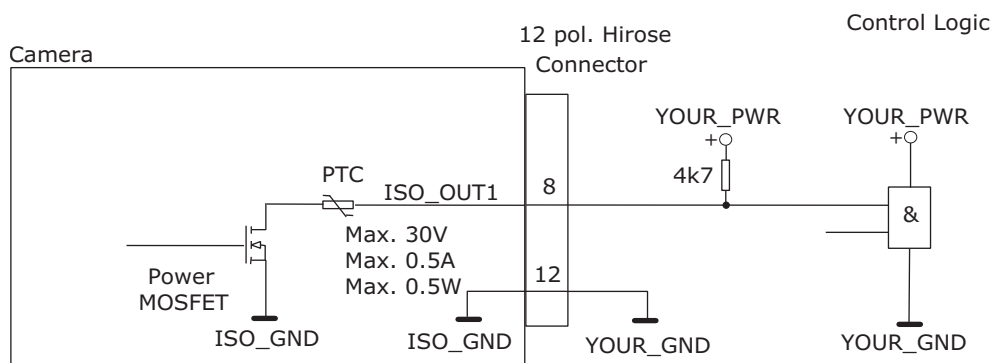 Control Logic
12 pol. Hirose
Connector
Camera
YOUR_PWR
YOUR_PWR
+
+
PTC
4k7
ISO_OUT1
8
&
Max. 30V
Max. 0.5A
Max. 0.5W
12
Power
MOSFET
ISO_GND
ISO_GND
YOUR_GND
YOUR_GND